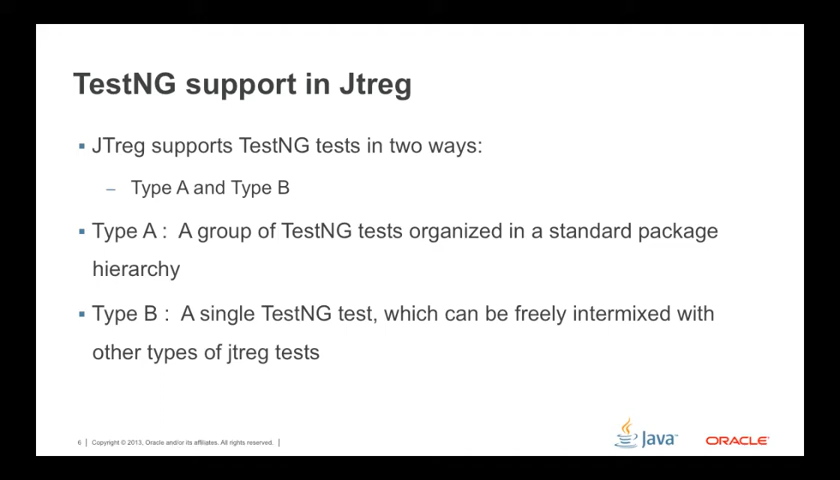 TestNG support in Jtreg
▪ JTreg supports TestNG tests in two ways:
– Type A and Type B
▪ Type A : A group of TestNG tests organized in a standard package
hierarchy
▪ Type B : A single TestNG test, which can be freely intermixed with
other types of jtreg tests
6 | Copyright © 2013, Oracle and/or its affiliates. All rights reserved. |
Java™ ORACLE®